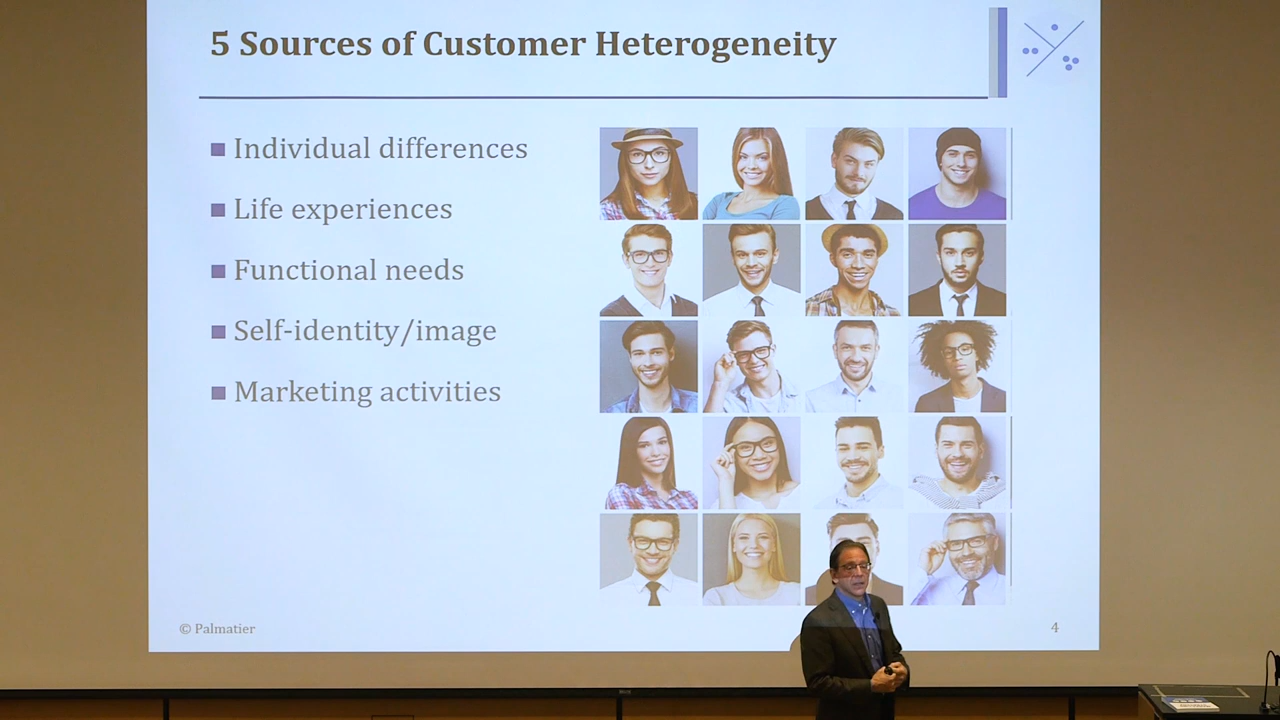 5 Sources of Customer Heterogeneity
Individual differences
Life experiences
Functional needs
Self-identity/image
Marketing activities
© Palmatier
4